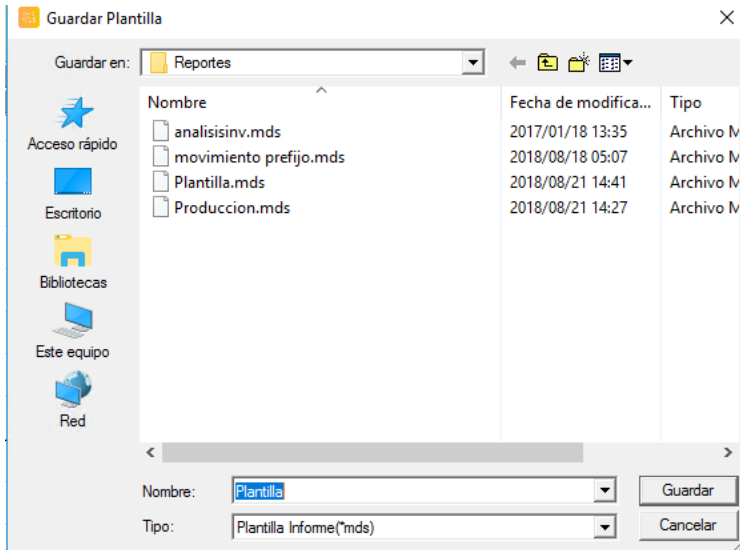 Guardar Plantilla
Guardar en: Reportes
Nombre Fecha de modifica... Tipo
analisisinv.mds 2017/01/18 13:35 Archivo M
movimiento prefijo.mds 2018/08/18 05:07 Archivo M
Plantilla.mds 2018/08/21 14:41 Archivo M
Produccion.mds 2018/08/21 14:27 Archivo M
Acceso rápido
Escritorio
Bibliotecas
Este equipo
Red
Nombre: Plantilla Guardar
Tipo: Plantilla Informe(*mds) Cancelar